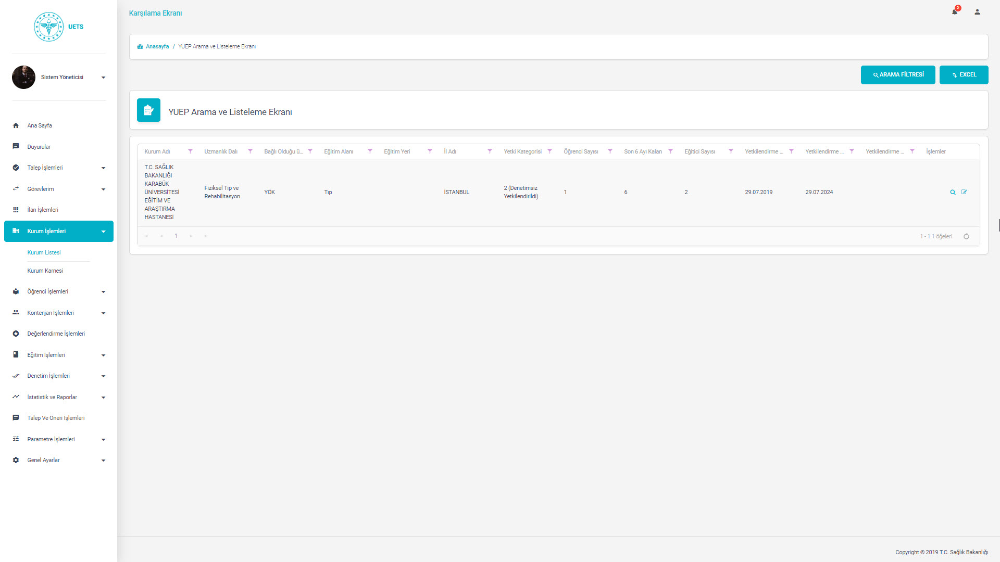 UETS
Sistem Yöneticisi
Ana Sayfa
Duyurular
Talep İşlemleri
Görevlerim
İlan İşlemleri
Kurum İşlemleri
Kurum Listesi
Kurum Karnesi
Öğrenci İşlemleri
Kontenjan İşlemleri
Değerlendirme İşlemleri
Eğitim İşlemleri
Denetim İşlemleri
İstatistik ve Raporlar
Talep Ve Öneri İşlemleri
Parametre İşlemleri
Genel Ayarlar
Karşılama Ekranı
0
Anasayfa / YUEP Arama ve Listeleme Ekranı
ARAMA FİLTRESİ
EXCEL
YUEP Arama ve Listeleme Ekranı
Kurum Adı Uzmanlık Dalı Bağlı Olduğu ü... Eğitim Alanı Eğitim Yeri İl Adı Yetki Kategorisi Öğrenci Sayısı Son 6 Ayı Kalan Eğitici Sayısı Yetkilendirme ... Yetkilendirme ... Yetkilendirme ... İşlemler
T.C. SAĞLIK
BAKANLIĞI
KARABÜK
ÜNİVERSİTESİ
EĞİTİM VE
ARAŞTIRMA
HASTANESİ
Fiziksel Tıp ve
Rehabilitasyon
YÖK
Tıp
İSTANBUL
2 (Denetimsiz
Yetkilendirildi)
1
6
2
29.07.2019
29.07.2024
1
1 - 1 1 öğeleri
Copyright © 2019 T.C. Sağlık Bakanlığı